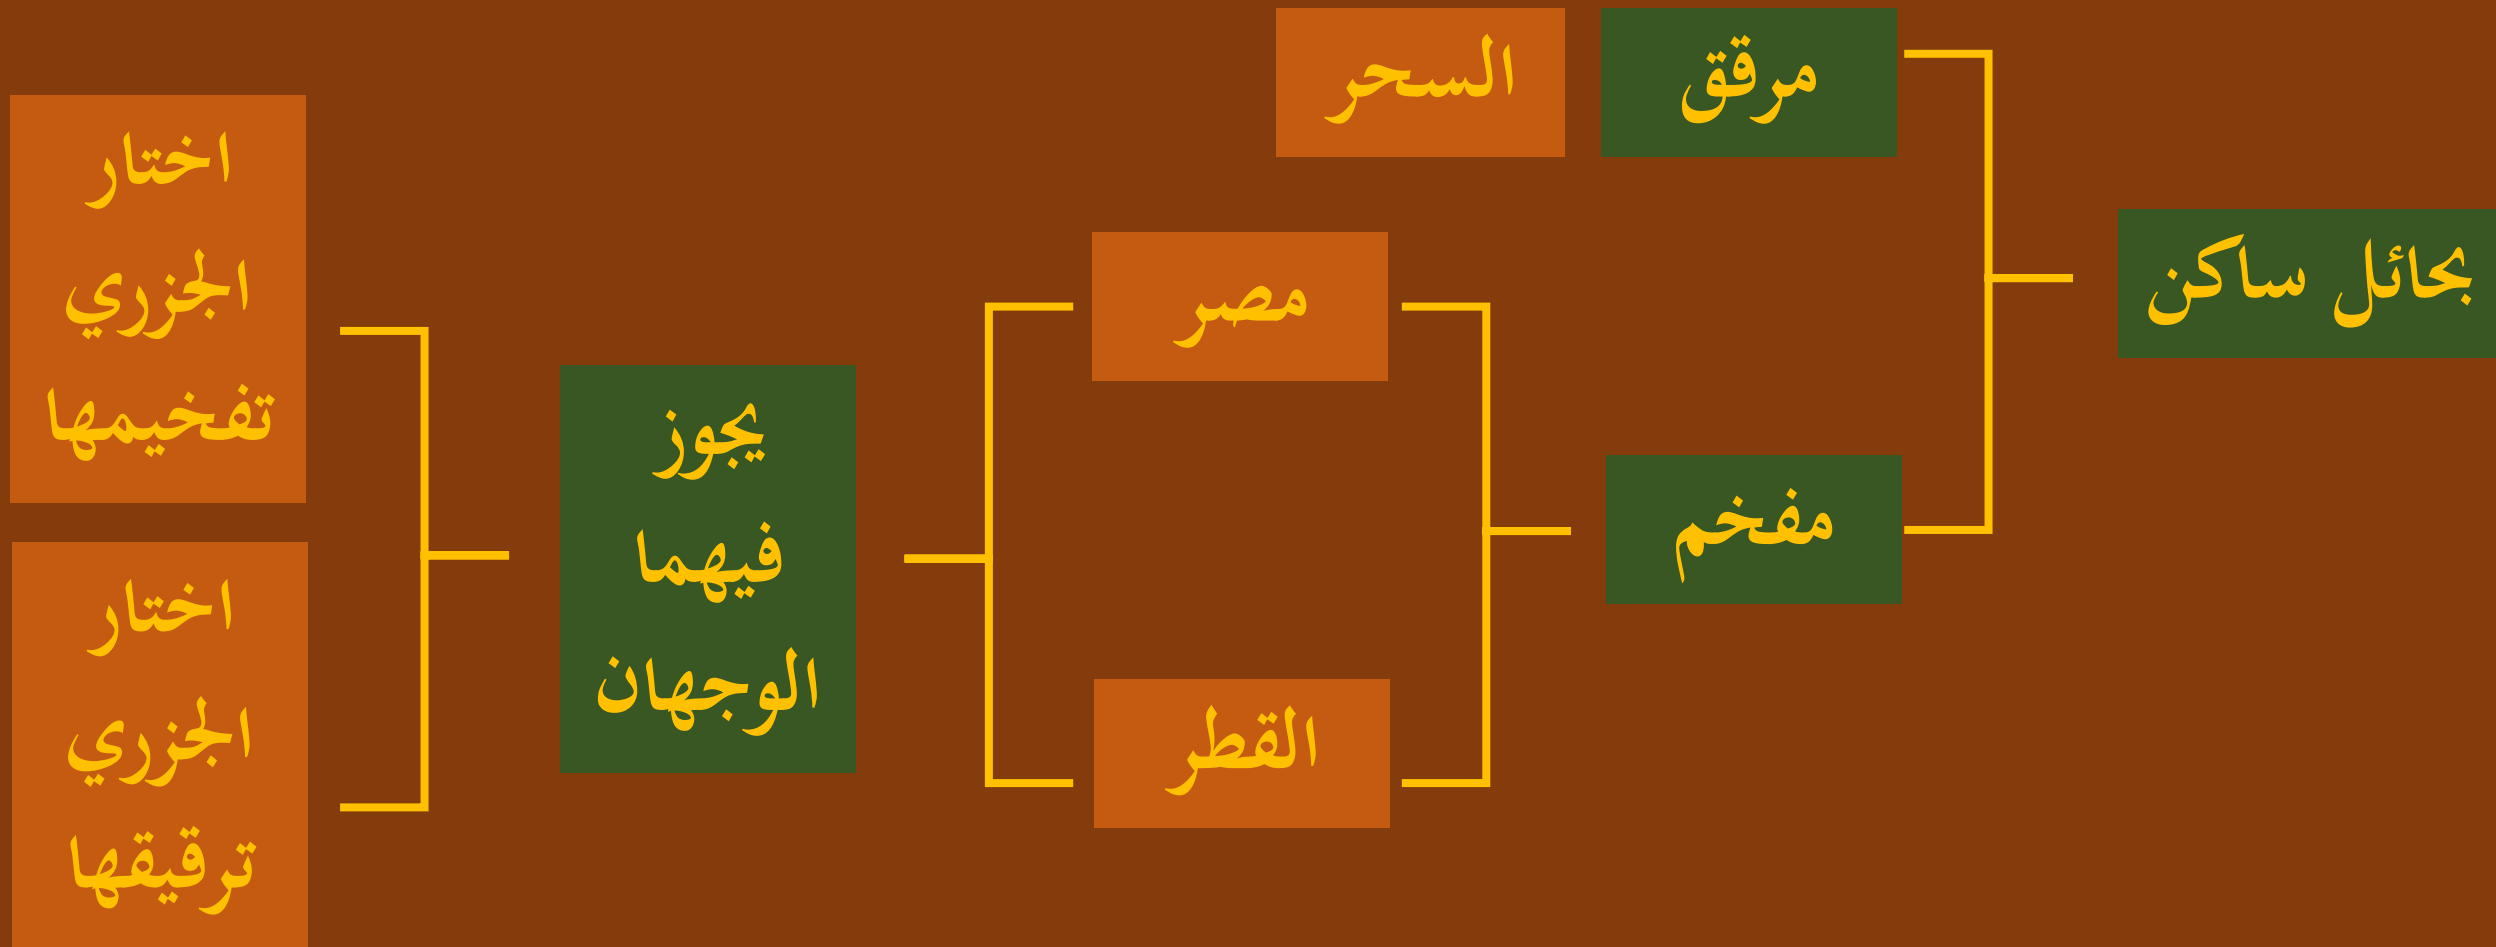 بحائل ساكن
مرقق
السحر
مفخم
مصر
القطر
يجوز
فيهما
الوجهان
اختار
الجزري
تفخيمها
اختار
الجزري
ترقيقها